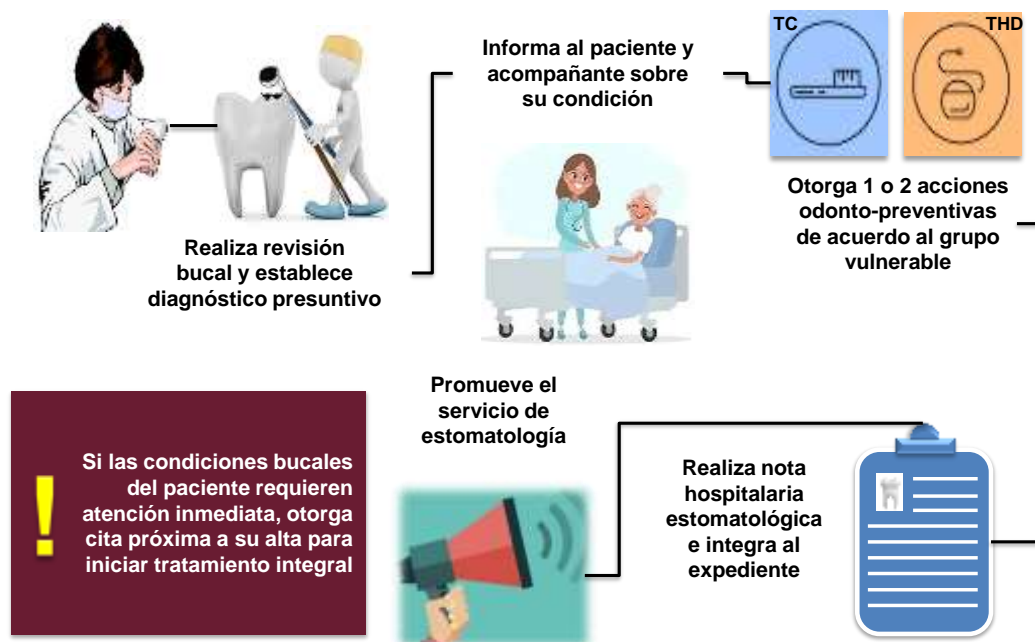 Realiza revisión
bucal y establece
diagnóstico presuntivo
Informa al paciente y
acompañante sobre
su condición
TC
THD
Otorga 1 o 2 acciones
odonto-preventivas
de acuerdo al grupo
vulnerable
Realiza nota
hospitalaria
estomatológica
e integra al
expediente
Promueve el
servicio de
estomatología
!
Si las condiciones bucales
del paciente requieren
atención inmediata, otorga
cita próxima a su alta para
iniciar tratamiento integral